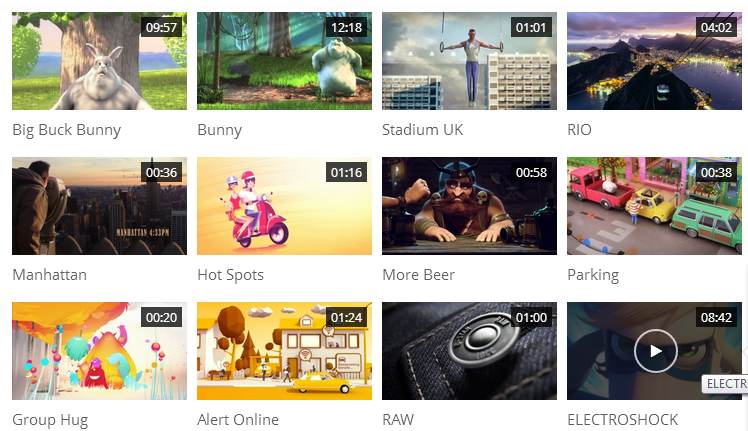 09:57
12:18
01:01
04:02
Big Buck Bunny
Bunny
Stadium UK
RIO
00:36
01:16
00:58
00:38
MANHATTAN 4:33PM
Manhattan
Hot Spots
More Beer
Parking
00:20
01:24
01:00
08:42
ELECTR
Group Hug
Alert Online
RAW
ELECTROSHOCK